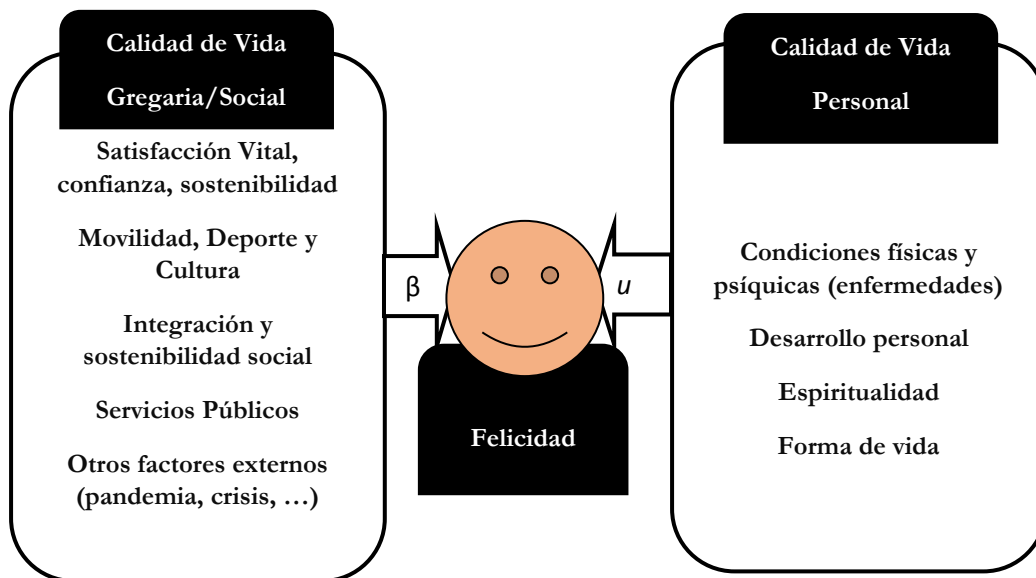 Calidad de Vida
Gregaria/Social
Satisfacción Vital,
confianza, sostenibilidad
Movilidad, Deporte y
Cultura
Integración y
sostenibilidad social
Servicios Públicos
Otros factores externos
(pandemia, crisis, …)
β
u
Felicidad
Calidad de Vida
Personal
Condiciones físicas y
psíquicas (enfermedades)
Desarrollo personal
Espiritualidad
Forma de vida